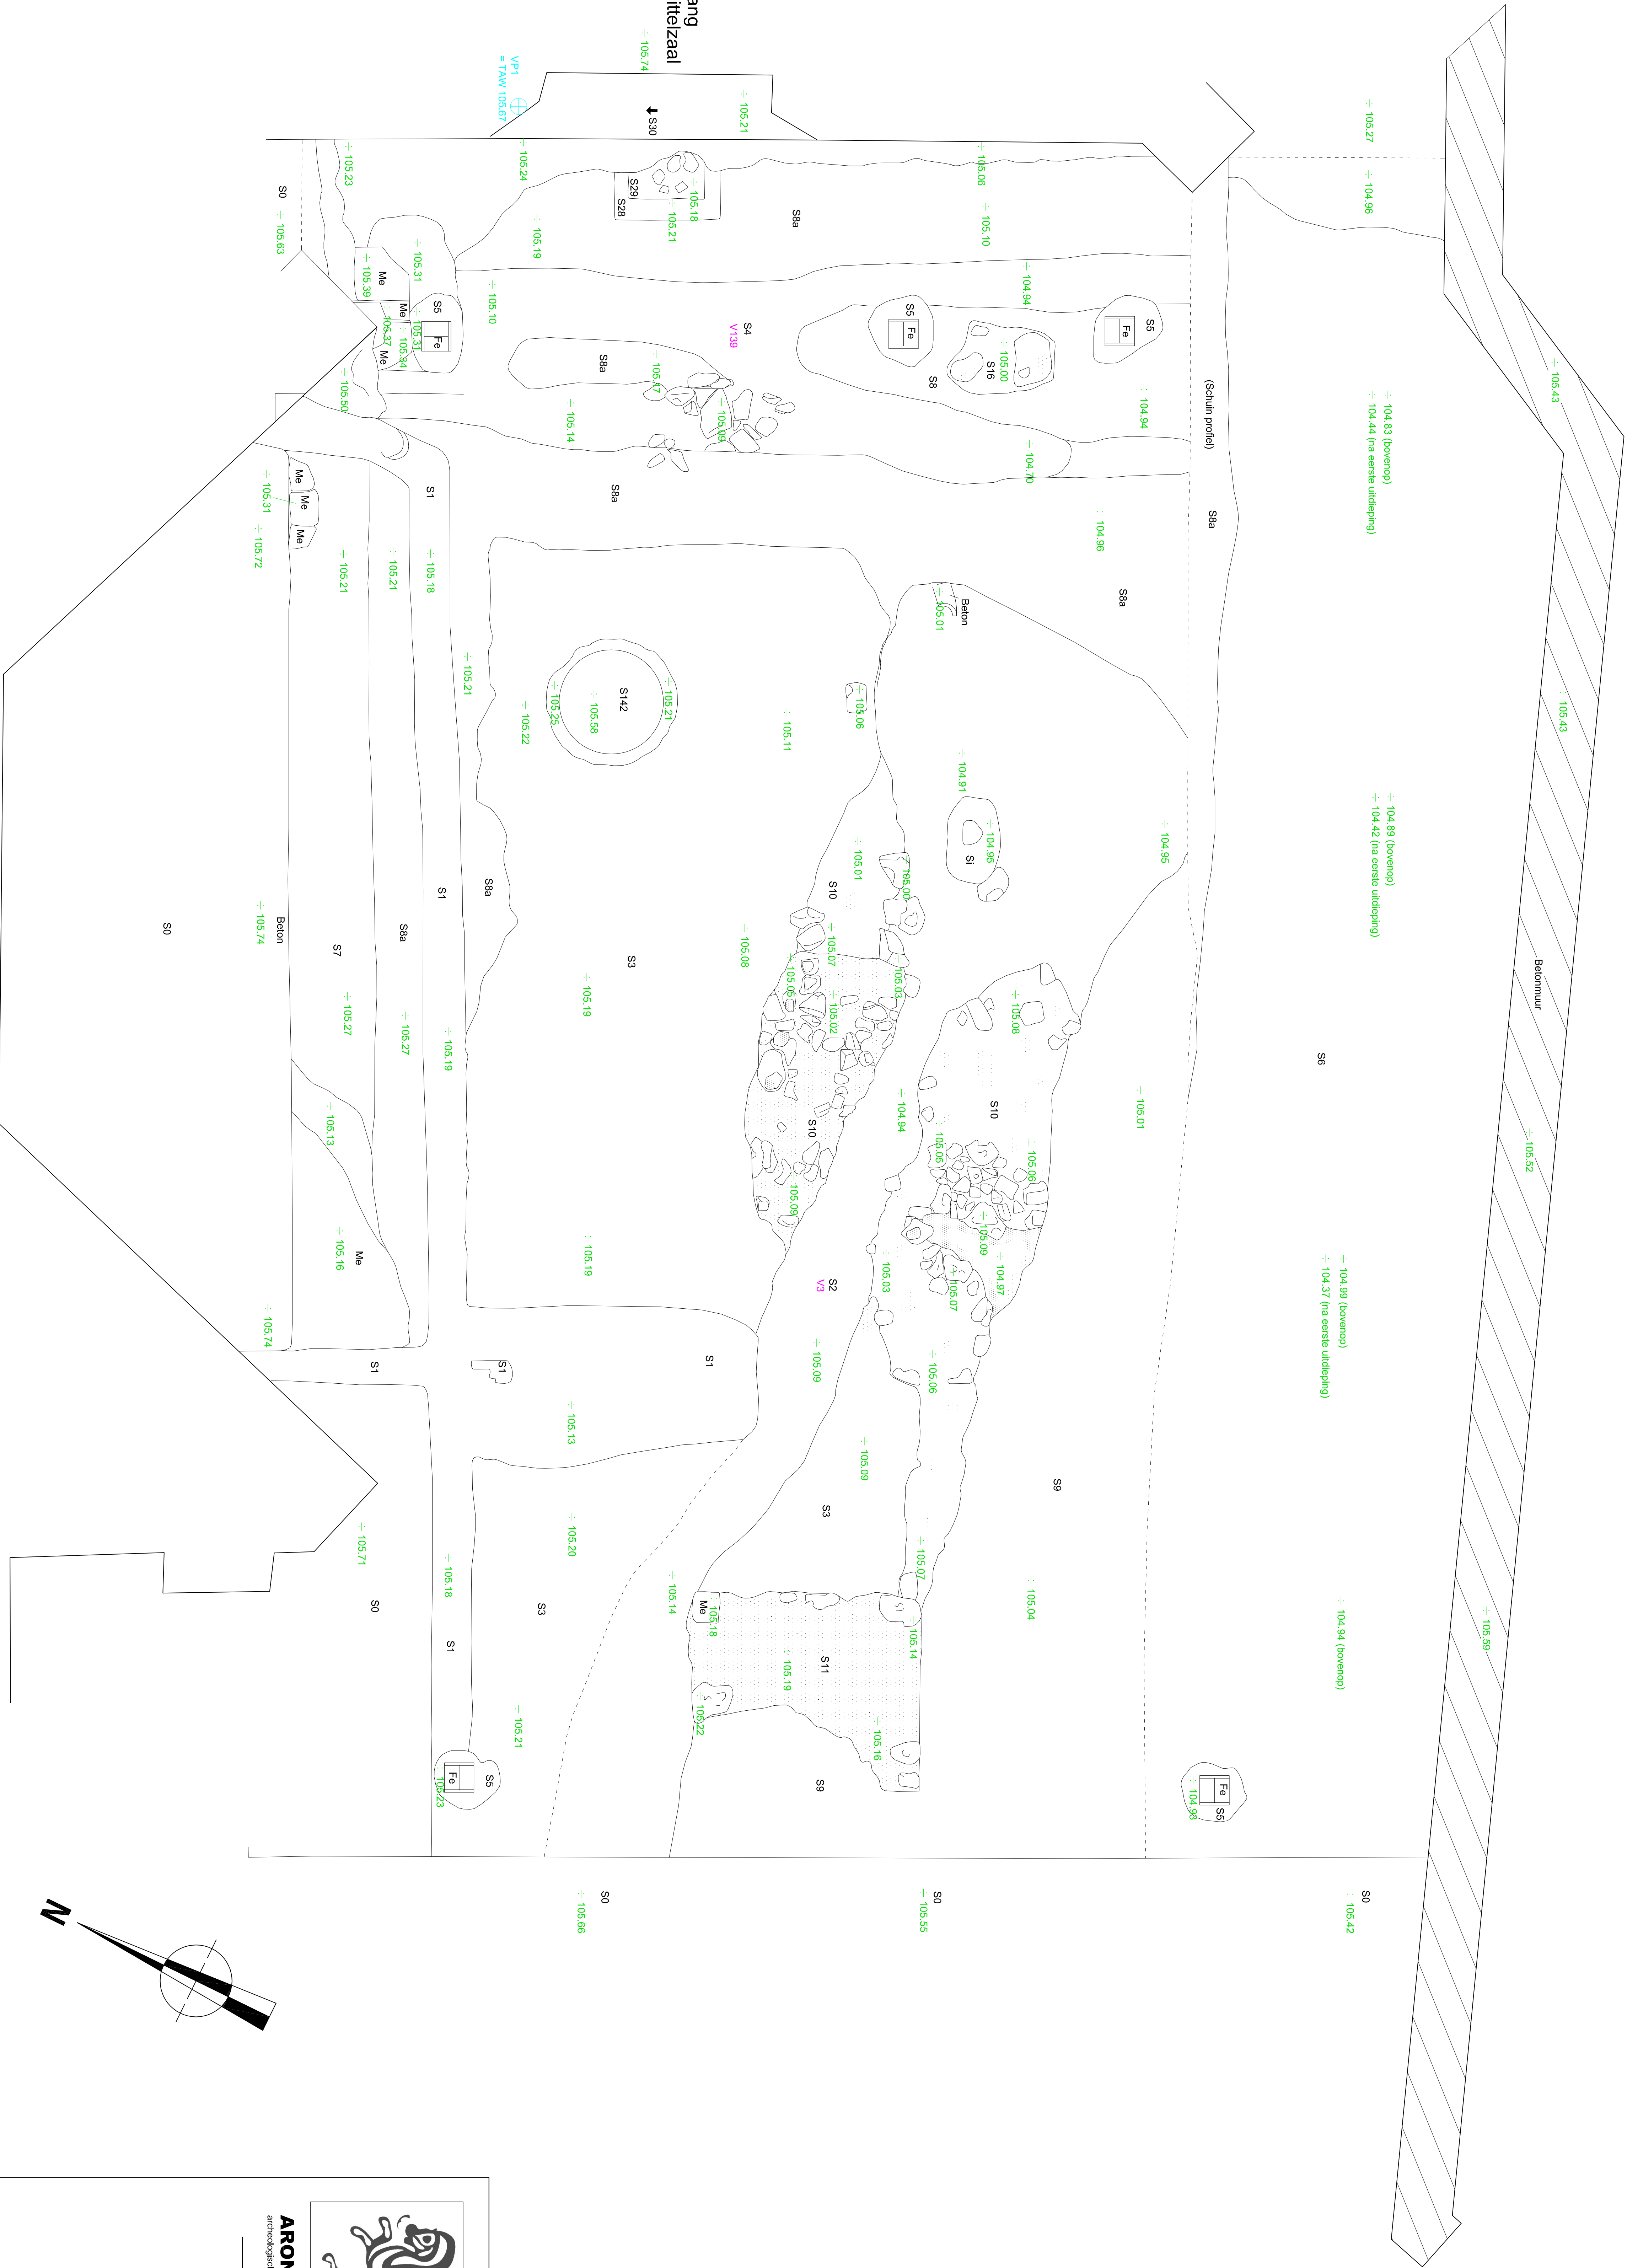 ang
ittelzaal
-|- 105.74
VP1
= TAW 105.67
-|- 105.21
S30
-|- 105.27
-|- 104.96
-|- 105.23
-|- 105.24
-|- 105.06
-|- 105.10
S0
-|- 105.63
S29
S28
-|- 105.18
-|- 105.21
-|- 105.19
S8a
-|- 105.31
Me
-|- 105.39
Me
-|- 105.37
-|- 105.31
-|- 105.34
Me
S5
Fe
-|- 105.10
S4
V139
-|- 104.94
S5
Fe
S16
-|- 105.00
S5
Fe
S8
-|- 104.94
(Schuin profiel)
-|- 105.43
-|- 104.83 (bovenop)
-|- 104.44 (na eerste uitdieping)
-|- 105.50
S8a
-|- 105.14
-|- 105.09
-|- 104.70
Me
Me
Me
-|- 105.31
-|- 105.72
S1
S8a
-|- 104.96
S8a
-|- 105.21
-|- 105.21
-|- 105.18
Beton
-|- 105.01
S8a
-|- 105.21
-|- 105.22
-|- 105.25
-|- 105.58
S142
-|- 105.21
-|- 105.11
-|- 105.06
-|- 104.91
-|- 105.43
-|- 104.89 (bovenop)
-|- 104.42 (na eerste uitdieping)
-|- 104.95
Si
-|- 104.95
-|- 105.01
-|- 105.00
S10
S0
-|- 105.74
Beton
S7
S8a
S1
S8a
S3
-|- 105.08
-|- 105.07
-|- 105.05
-|- 105.03
-|- 105.02
-|- 105.19
-|- 105.27
-|- 105.27
-|- 105.19
-|- 105.08
Betonmuur
S6
-|- 105.13
S10
-|- 105.09
-|- 104.94
S10
-|- 105.05
-|- 105.06
-|- 105.01
-|- 105.52
-|- 105.16
Me
-|- 105.19
S2
V3
-|- 105.03
-|- 105.09
-|- 104.97
-|- 105.07
-|- 104.99 (bovenop)
-|- 104.37 (na eerste uitdieping)
-|- 105.74
S1
S1
S1
-|- 105.09
-|- 105.06
-|- 105.13
-|- 105.09
S9
S3
-|- 105.71
S0
-|- 105.18
S1
-|- 105.20
S3
-|- 105.14
Me
-|- 105.18
S11
-|- 105.19
-|- 105.07
-|- 105.14
-|- 105.04
-|- 104.94 (bovenop)
-|- 105.59
-|- 105.21
-|- 105.22
-|- 105.16
S5
Fe
-|- 105.23
S9
Fe
S5
-|- 104.93
S0
-|- 105.66
S0
-|- 105.55
S0
-|- 105.42
N